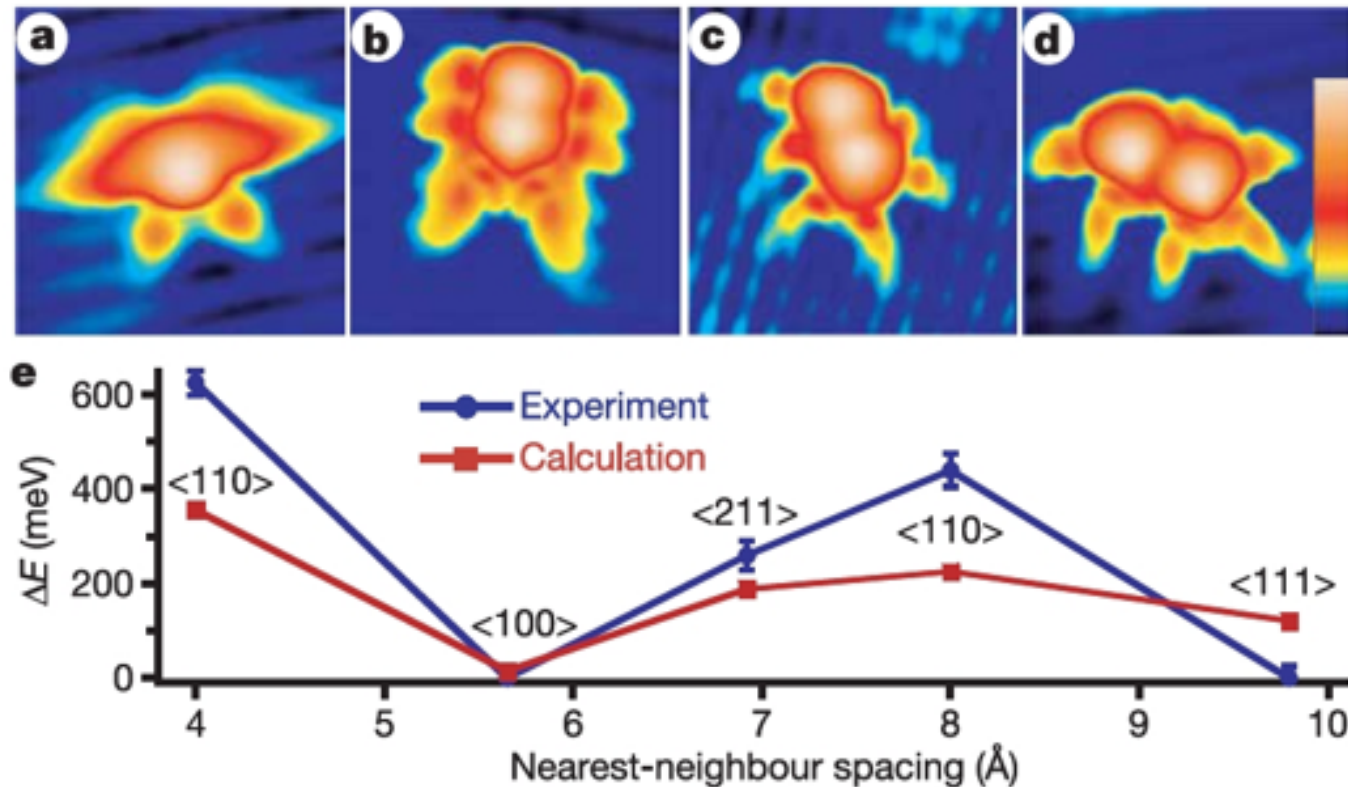 a b c d
e
600
400
200
0
ΔE (meV)
Experiment
Calculation
<110>
<100>
<211>
<110>
<111>
4 5 6 7 8 9 10
Nearest-neighbour spacing (Å)